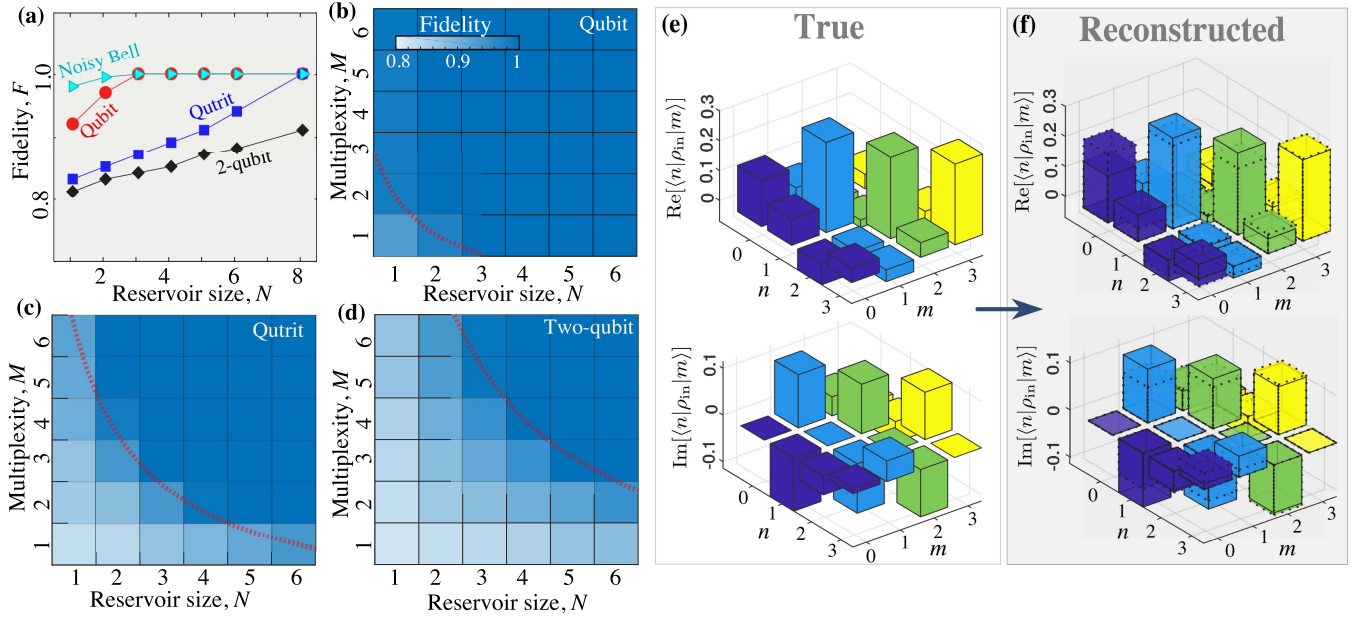 (a)
Fidelity, F
1.0
0.8
Noisy Bell
Qubit
Qutrit
2-qubit
2 4 6 8
Reservoir size, N
(b)
Qubit
Fidelity
0.8 0.9 1
Multiplexity, M
6
5
4
3
2
1
1 2 3 4 5 6
Reservoir size, N
(c)
Qutrit
Multiplexity, M
6
5
4
3
2
1
1 2 3 4 5 6
Reservoir size, N
(d)
Two-qubit
Multiplexity, M
6
5
4
3
2
1
1 2 3 4 5 6
Reservoir size, N
(e)
True
Re[⟨n|ρin|m⟩]
0.3
0.2
0.1
0
0 1 2 3
n
0 1 2 3
m
Im[⟨n|ρin|m⟩]
0.1
0
-0.1
0 1 2 3
n
0 1 2 3
m
(f)
Reconstructed
Re[⟨n|ρin|m⟩]
0.3
0.2
0.1
0
0 1 2 3
n
0 1 2 3
m
Im[⟨n|ρin|m⟩]
0.1
0
-0.1
0 1 2 3
n
0 1 2 3
m